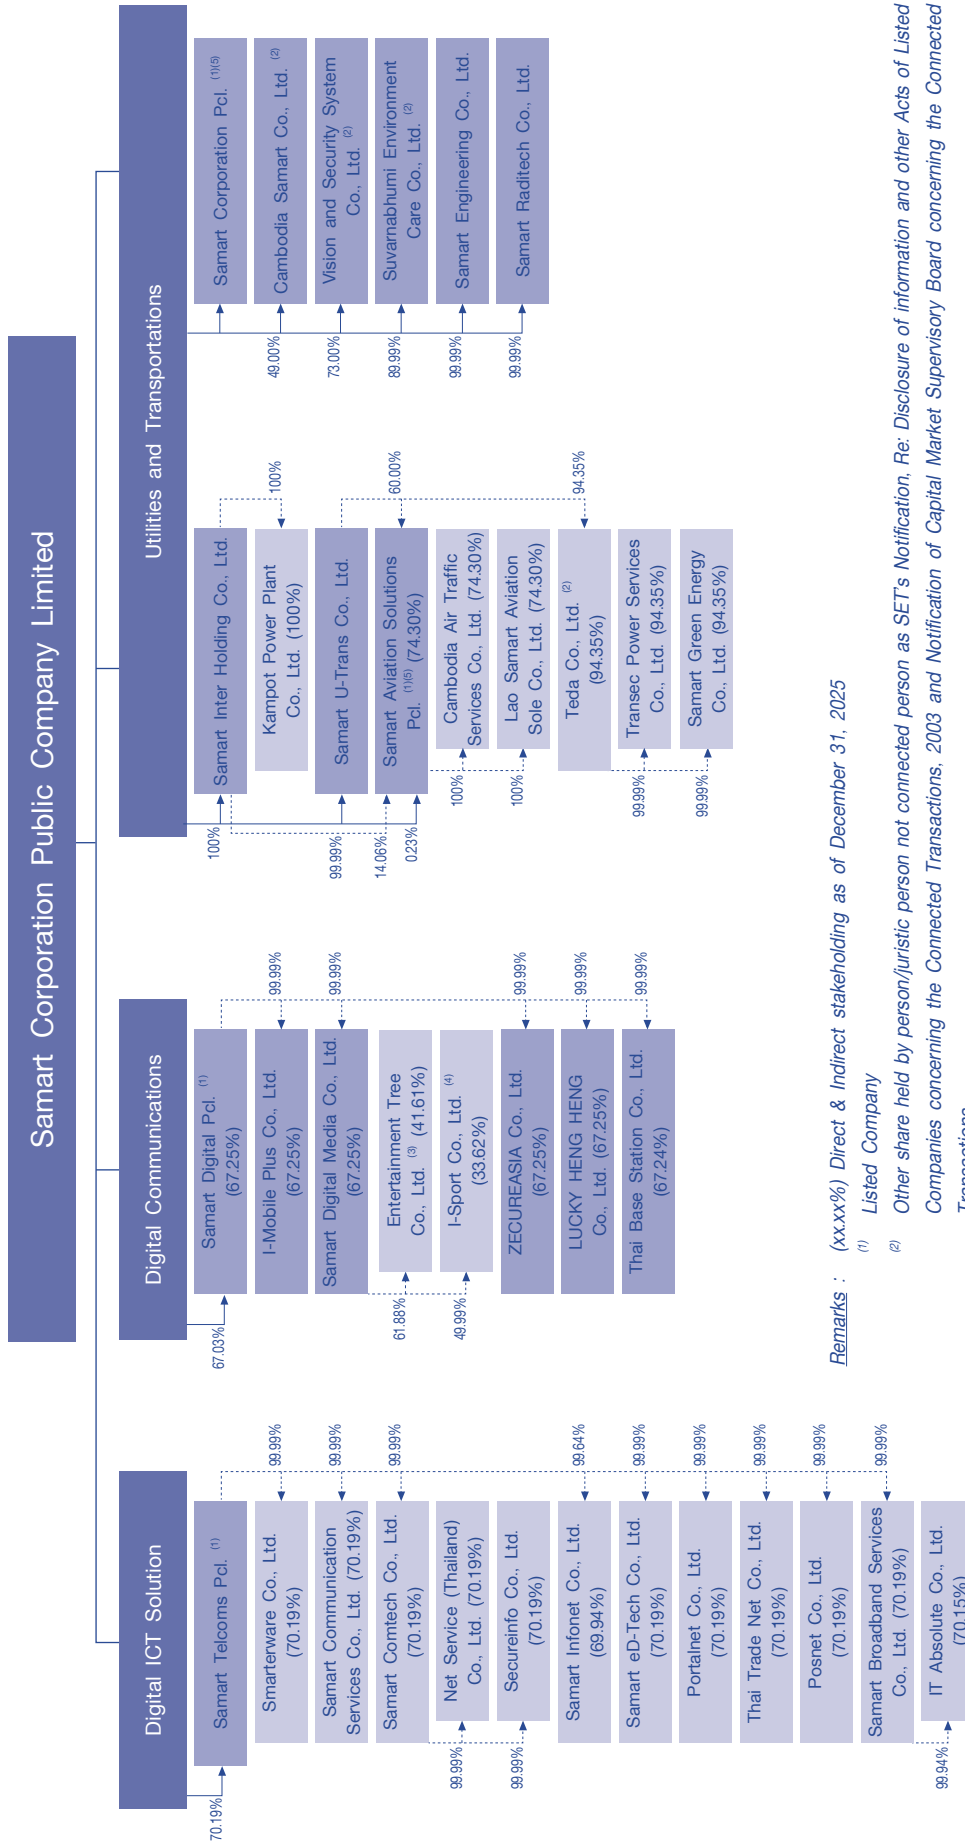 Samart Corporation Public Company Limited
Digital ICT Solution
70.19%
Samart Telcoms Pcl. (1)
Smarterware Co., Ltd.
(70.19%)
99.99%
Samart Communication
Services Co., Ltd. (70.19%)
99.99%
Samart Comtech Co., Ltd.
(70.19%)
99.99%
Net Service (Thailand)
Co., Ltd. (70.19%)
99.99%
Secureinfo Co., Ltd.
(70.19%)
99.99%
Samart Infonet Co., Ltd.
(69.94%)
99.64%
Samart eD-Tech Co., Ltd.
(70.19%)
99.99%
Portalnet Co., Ltd.
(70.19%)
99.99%
Thai Trade Net Co., Ltd.
(70.19%)
99.99%
Posnet Co., Ltd.
(70.19%)
99.99%
Samart Broadband Services
Co., Ltd. (70.19%)
99.99%
IT Absolute Co., Ltd.
(70.15%)
99.94%
Digital Communications
67.03%
Samart Digital Pcl. (1)
(67.25%)
I-Mobile Plus Co., Ltd.
(67.25%)
99.99%
Samart Digital Media Co., Ltd.
(67.25%)
99.99%
Entertainment Tree
Co., Ltd. (3) (41.61%)
61.88%
I-Sport Co., Ltd. (4)
(33.62%)
49.99%
ZECUREASIA Co., Ltd.
(67.25%)
99.99%
LUCKY HENG HENG
Co., Ltd. (67.25%)
99.99%
Thai Base Station Co., Ltd.
(67.24%)
99.99%
Utilities and Transportations
100%
Samart Inter Holding Co., Ltd.
Kampot Power Plant
Co., Ltd. (100%)
100%
99.99%
Samart U-Trans Co., Ltd.
14.06%
0.23%
Samart Aviation Solutions
Pcl. (1)(5) (74.30%)
60.00%
Cambodia Air Traffic
Services Co., Ltd. (74.30%)
100%
Lao Samart Aviation
Sole Co., Ltd. (74.30%)
100%
Teda Co., Ltd. (2)
(94.35%)
94.35%
Transec Power Services
Co., Ltd. (94.35%)
99.99%
Samart Green Energy
Co., Ltd. (94.35%)
99.99%
Samart Corporation Pcl. (1)(5)
Cambodia Samart Co., Ltd. (2)
49.00%
Vision and Security System
Co., Ltd. (2)
73.00%
Suvarnabhumi Environment
Care Co., Ltd. (2)
89.99%
Samart Engineering Co., Ltd.
99.99%
Samart Raditech Co., Ltd.
99.99%
Remarks : (xx.xx%) Direct & Indirect stakeholding as of December 31, 2025
(1) Listed Company
(2) Other share held by person/juristic person not connected person as SET's Notification, Re: Disclosure of information and other Acts of Listed
Companies concerning the Connected Transactions, 2003 and Notification of Capital Market Supervisory Board concerning the Connected
Transactions